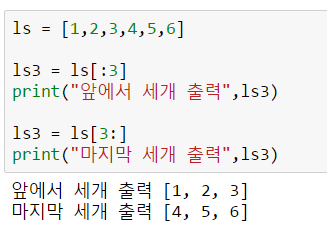 ls = [1,2,3,4,5,6]
ls3 = ls[:3]
print("앞에서 세개 출력",ls3)
ls3 = ls[3:]
print("마지막 세개 출력",ls3)
앞에서 세개 출력 [1, 2, 3]
마지막 세개 출력 [4, 5, 6]